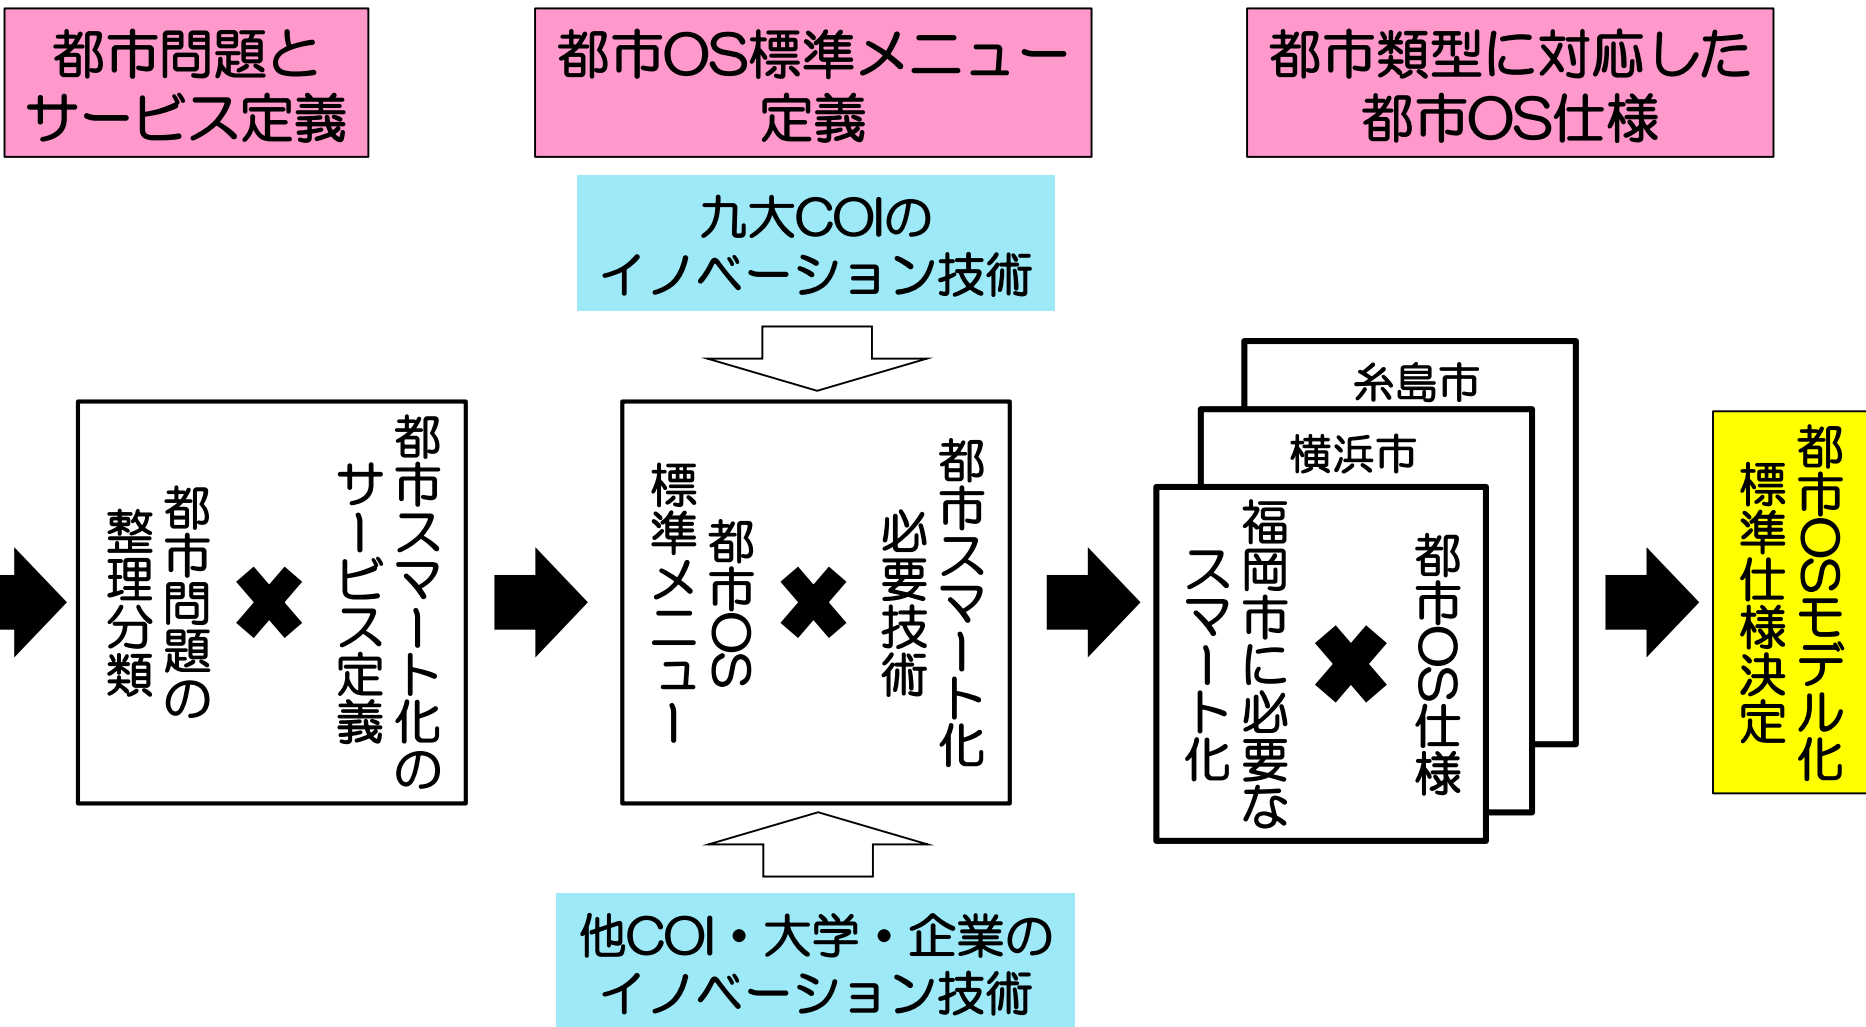 都市問題と
サービス定義
都市OS標準メニュー
定義
都市類型に対応した
都市OS仕様
九大COIの
イノベーション技術
都市スマート化の
サービス定義
都市問題の
整理分類
都市スマート化
必要技術
都市OS
標準メニュー
糸島市
横浜市
都市OS仕様
福岡市に必要な
スマート化
都市OSモデル化
標準仕様決定
他COI・大学・企業の
イノベーション技術